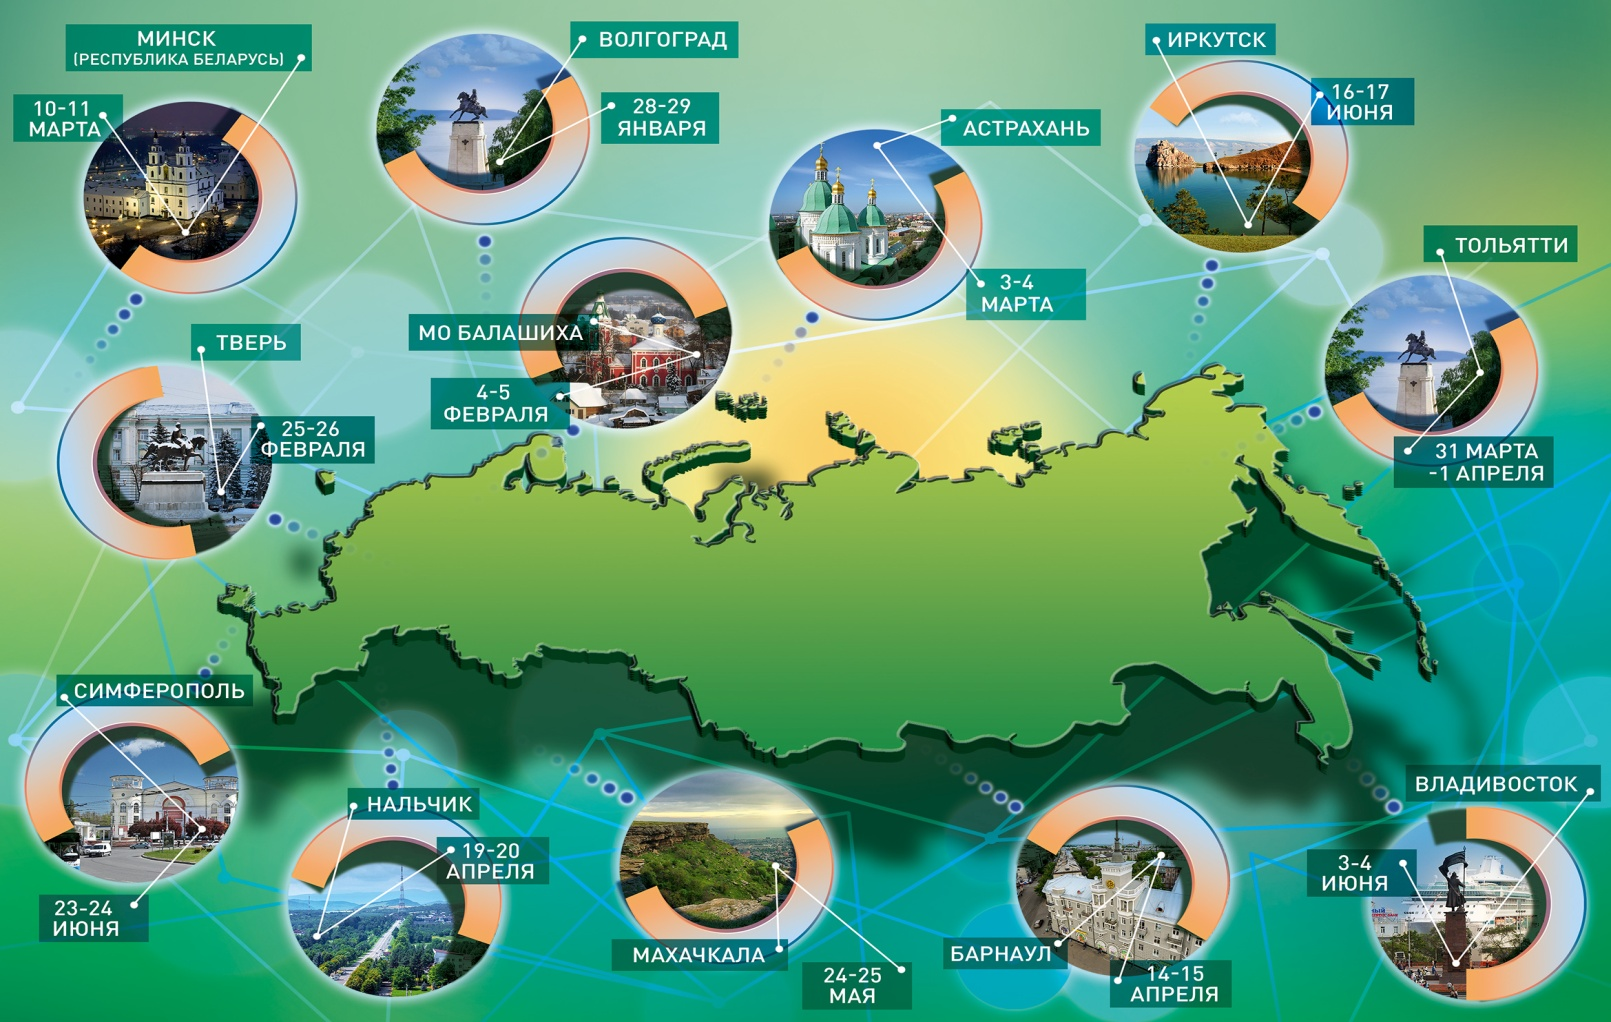 МИНСК
(РЕСПУБЛИКА БЕЛАРУСЬ)
10-11
МАРТА
ВОЛГОГРАД
28-29
ЯНВАРЯ
АСТРАХАНЬ
3-4
МАРТА
ИРКУТСК
16-17
ИЮНЯ
ТОЛЬЯТТИ
31 МАРТА
-1 АПРЕЛЯ
ТВЕРЬ
25-26
ФЕВРАЛЯ
МО БАЛАШИХА
4-5
ФЕВРАЛЯ
СИМФЕРОПОЛЬ
23-24
ИЮНЯ
НАЛЬЧИК
19-20
АПРЕЛЯ
МАХАЧКАЛА
24-25
МАЯ
БАРНАУЛ
14-15
АПРЕЛЯ
ВЛАДИВОСТОК
3-4
ИЮНЯ